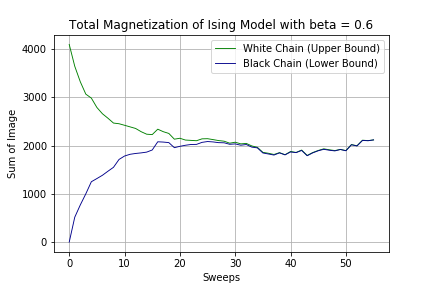 Total Magnetization of Ising Model with beta = 0.6
White Chain (Upper Bound)
Black Chain (Lower Bound)
Sum of Image
4000
3000
2000
1000
0
0 10 20 30 40 50
Sweeps